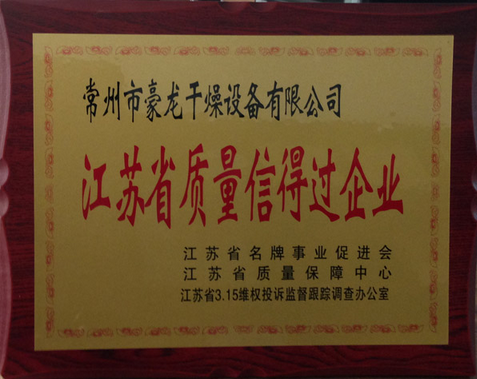 常州市豪龙干燥设备有限公司
江苏省质量信得过企业
江苏省名牌事业促进会
江苏省质量保障中心
江苏省3.15维权投诉监督跟踪调查办公室